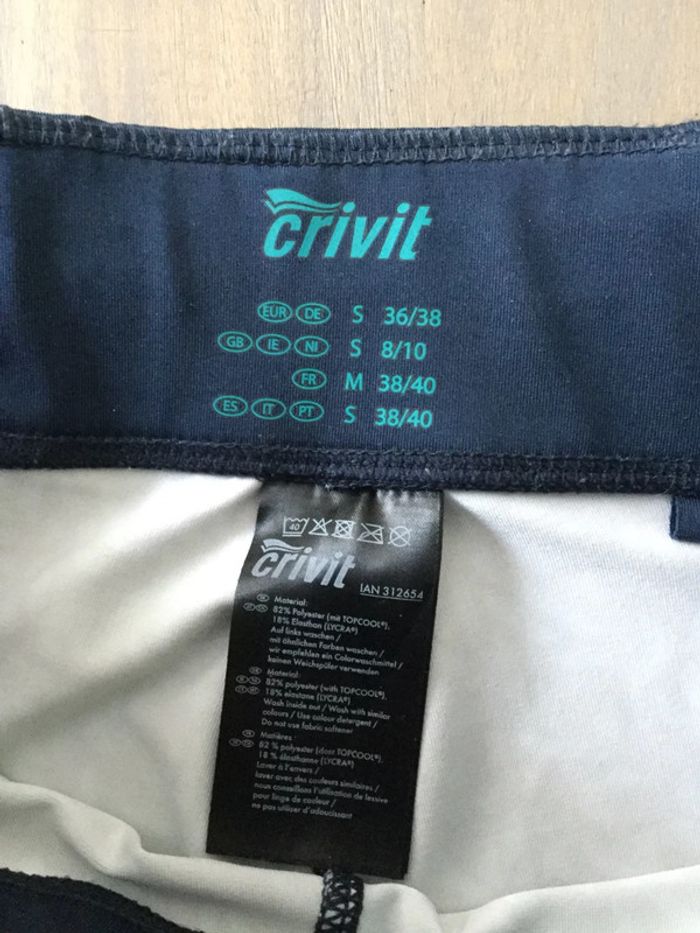 crivit
EUR DE S 36/38
GB IE NI S 8/10
FR M 38/40
ES IT PT S 38/40
40
crivit
IAN 312654
Material:
82% Polyester (mit TOPCOOL®),
18% Elasthan (LYCRA®)
Auf links waschen /
mit ähnlichen Farben waschen /
wir empfehlen ein Colorwaschmittel /
keinen Weichspüler verwenden
Material:
82% polyester (with TOPCOOL®),
18% elastane (LYCRA®)
Wash inside out / Wash with similar
colours / Use colour detergent /
Do not use fabric softener
Matières:
82 % polyester (dont TOPCOOL®)
18 % élasthanne (LYCRA®)
Laver à l'envers /
laver avec des couleurs similaires /
nous conseillons l'utilisation de lessive
pour linge de couleur /
ne pas utiliser d'adoucissant